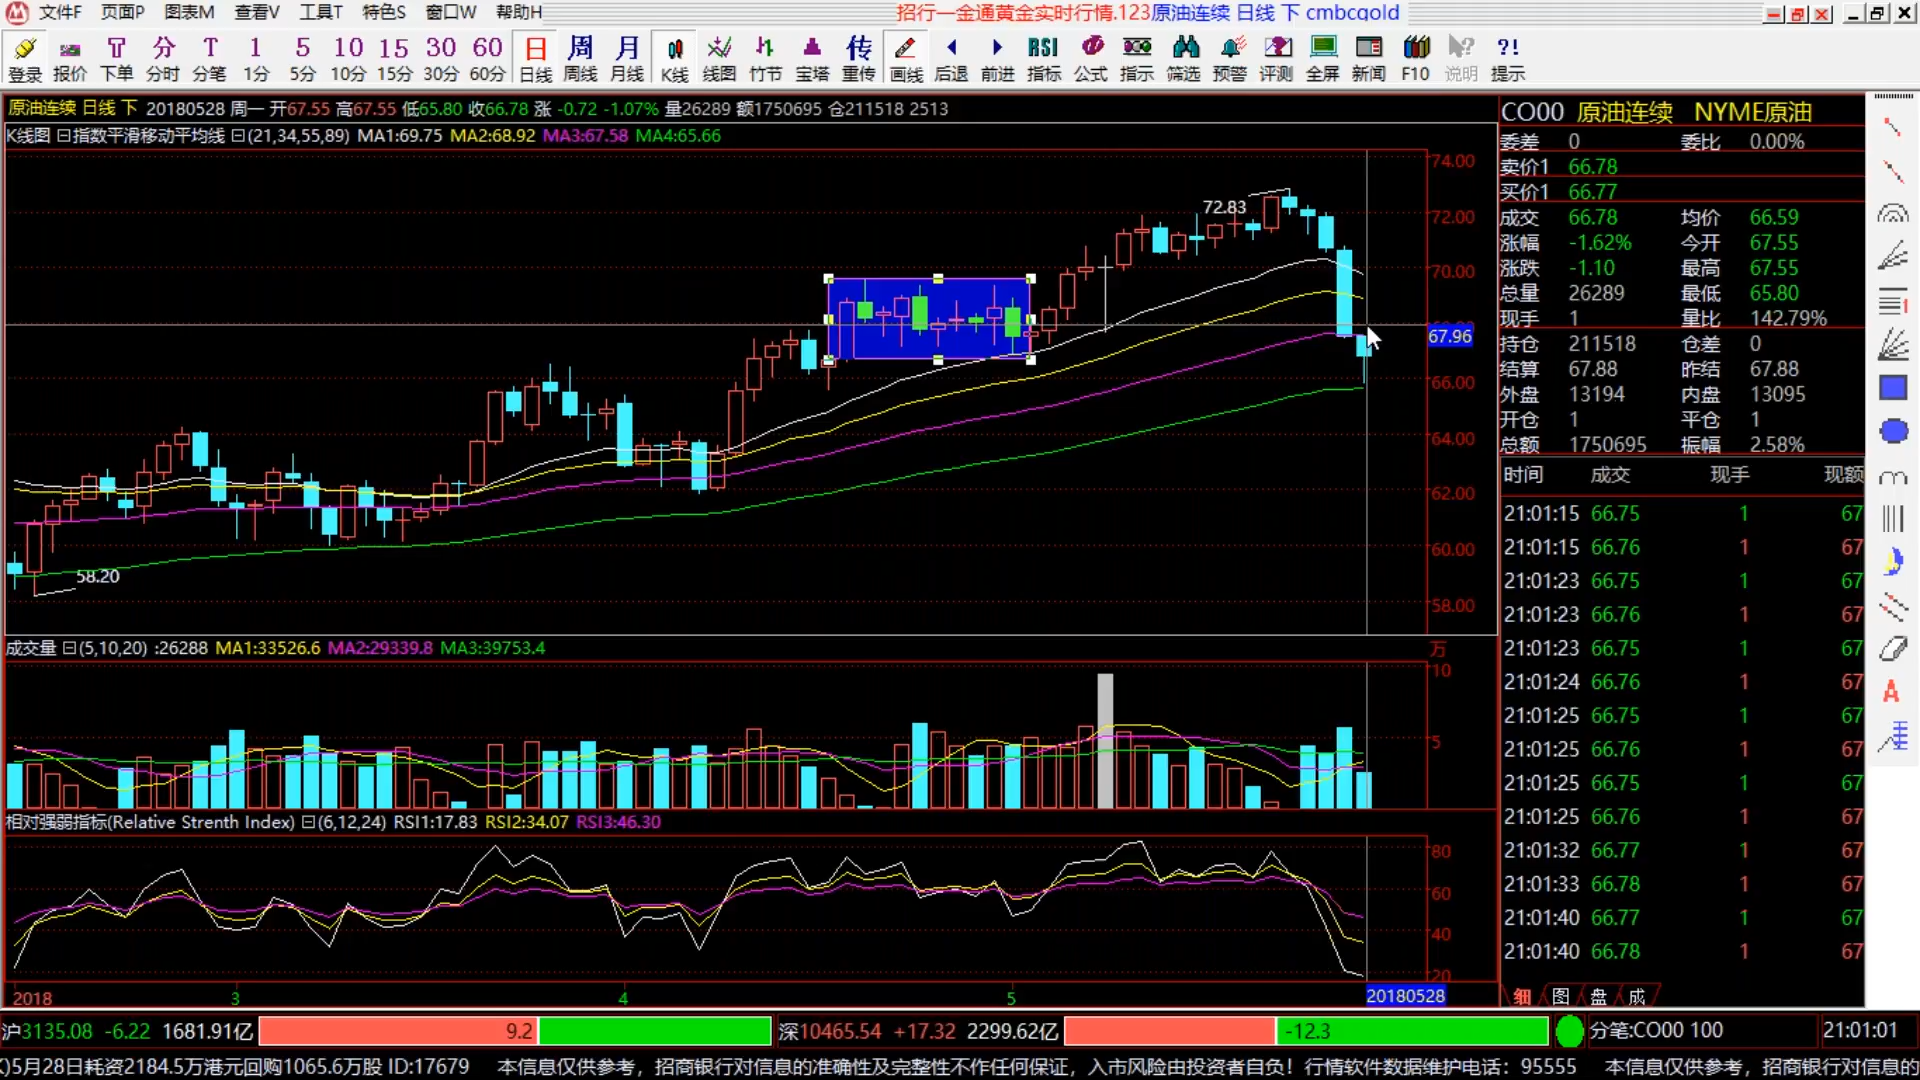 文件F 页面P 图表M 查看V 工具T 特色S 窗口W 帮助H
招行一金通黄金实时行情.123原油连续 日线 下 cmbcgold
T 分 T 1 5 10 15 30 60 日 周 月 传 RSI ?!
登录 报价 下单 分时 分笔 1分 5分 10分 15分 30分 60分 日线 周线 月线 K线 线图 竹节 宝塔 重传 画线 后退 前进 指标 公式 指示 筛选 预警 评测 全屏 新闻 F10 说明 提示
原油连续 日线 下 20180528 周一 开67.55 高67.55 低65.80 收66.78 涨 -0.72 -1.07% 量26289 额1750695 仓211518 2513
K线图 指数平滑移动平均线 (21,34,55,89) MA1:69.75 MA2:68.92 MA3:67.58 MA4:65.66
74.00
72.83
72.00
70.00
67.96
66.00
64.00
62.00
60.00
58.20
58.00
成交量 (5,10,20) :26288 MA1:33526.6 MA2:29339.8 MA3:39753.4
万
10
5
相对强弱指标(Relative Strenth Index) (6,12,24) RSI1:17.83 RSI2:34.07 RSI3:46.30
80
60
40
20
2018 3 4 5 20180528
CO00 原油连续 NYME原油
委差 0 委比 0.00%
卖价1 66.78
买价1 66.77
成交 66.78 均价 66.59
涨幅 -1.62% 今开 67.55
涨跌 -1.10 最高 67.55
总量 26289 最低 65.80
现手 1 量比 142.79%
持仓 211518 仓差 0
结算 67.88 昨结 67.88
外盘 13194 内盘 13095
开仓 1 平仓 1
总额 1750695 振幅 2.58%
时间 成交 现手 现额
21:01:15 66.75 1 67
21:01:15 66.76 1 67
21:01:23 66.75 1 67
21:01:23 66.76 1 67
21:01:23 66.75 1 67
21:01:24 66.76 1 67
21:01:25 66.75 1 67
21:01:25 66.76 1 67
21:01:25 66.75 1 67
21:01:25 66.76 1 67
21:01:32 66.77 1 67
21:01:33 66.78 1 67
21:01:40 66.77 1 67
21:01:40 66.78 1 67
细 图 盘 成
A
沪3135.08 -6.22 1681.91亿 9.2 深10465.54 +17.32 2299.62亿 -12.3 分笔:CO00 100 21:01:01
)5月28日耗资2184.5万港元回购1065.6万股 ID:17679 本信息仅供参考，招商银行对信息的准确性及完整性不作任何保证，入市风险由投资者自负！行情软件数据维护电话：95555 本信息仅供参考，招商银行对信息的